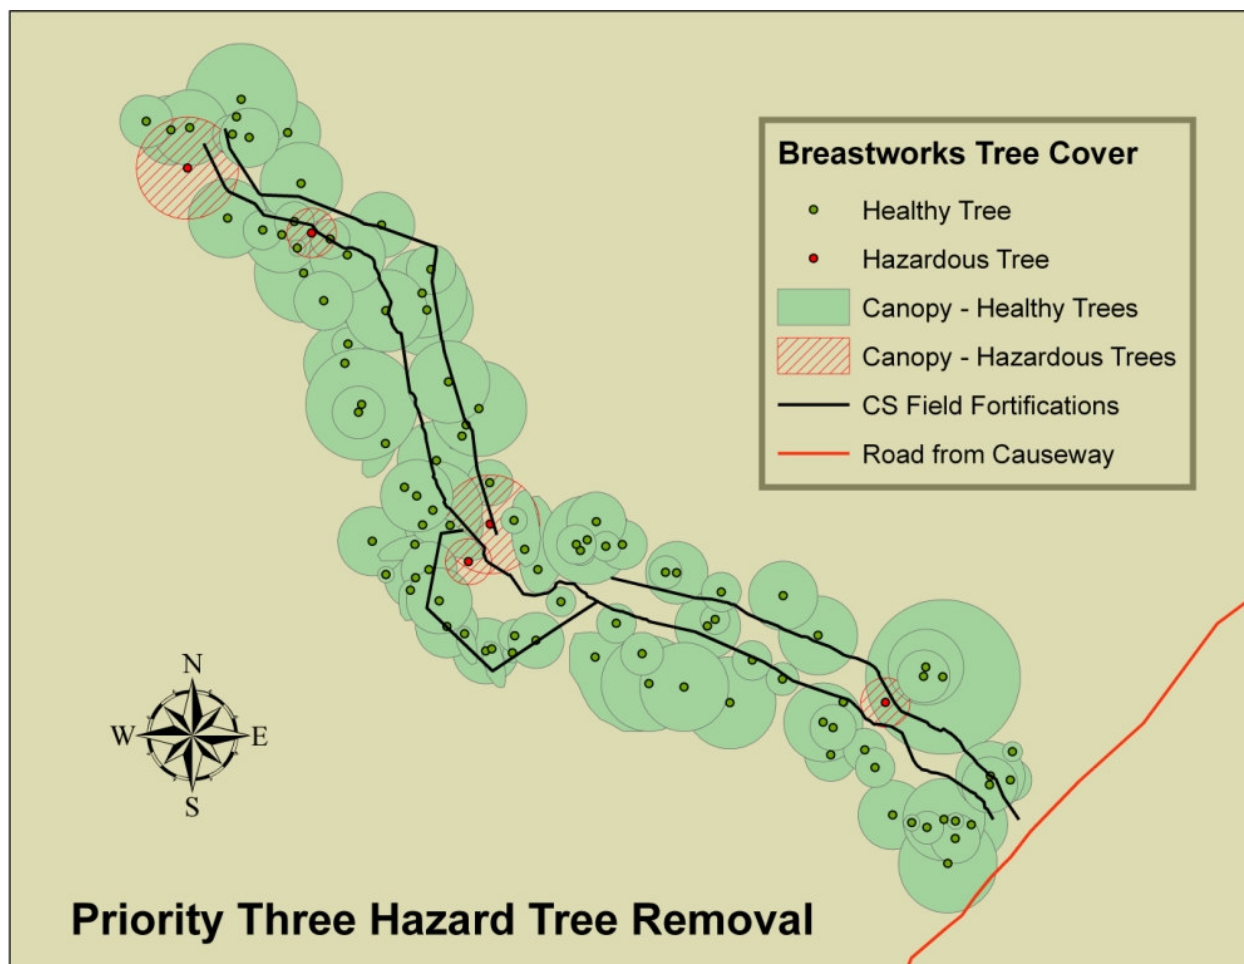 Breastworks Tree Cover
Healthy Tree
Hazardous Tree
Canopy - Healthy Trees
Canopy - Hazardous Trees
CS Field Fortifications
Road from Causeway
N
W E
S
Priority Three Hazard Tree Removal